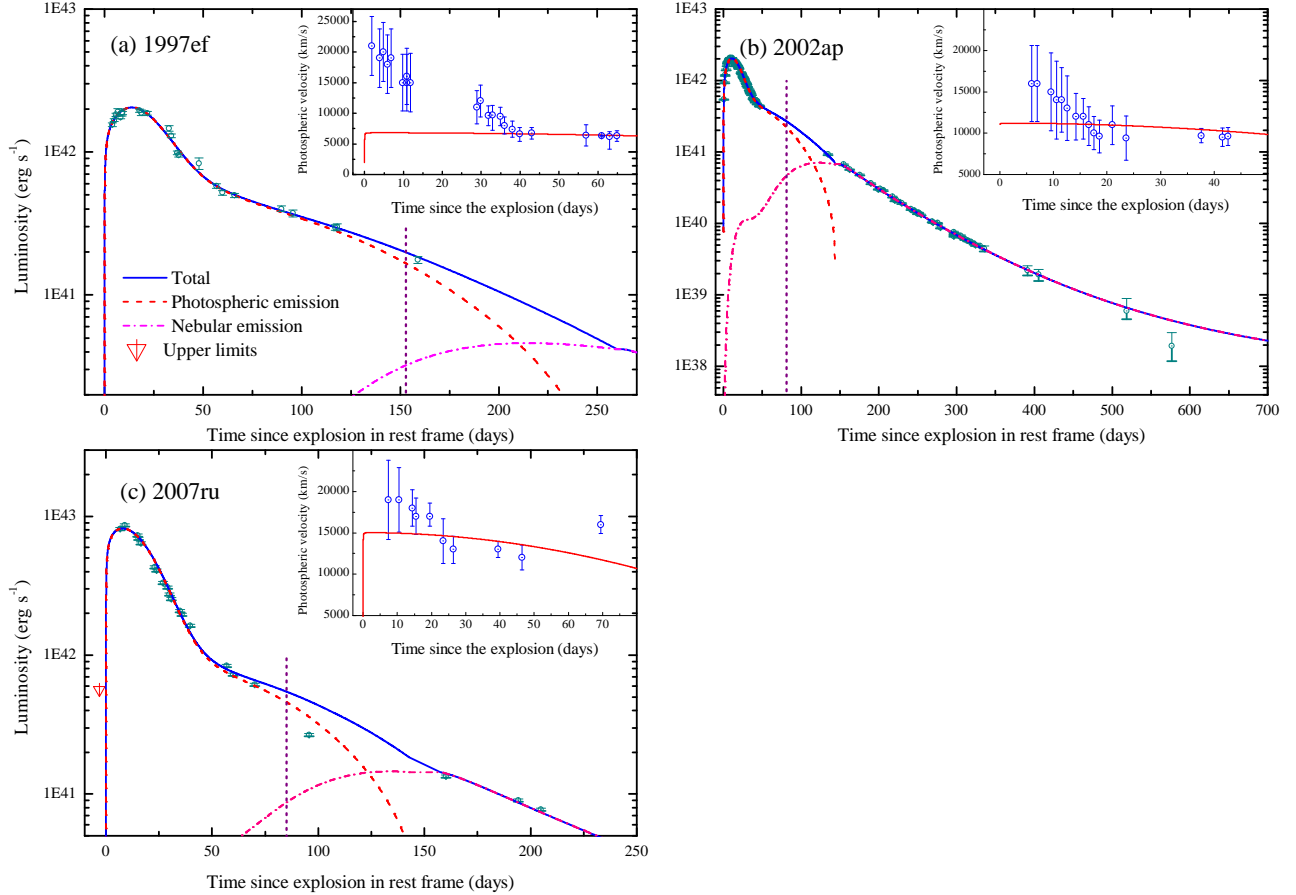 (a) 1997ef
1E43
1E42
1E41
Luminosity (erg s⁻¹)
Total
Photospheric emission
Nebular emission
Upper limits
0 50 100 150 200 250
Time since explosion in rest frame (days)
Photospheric velocity (km/s)
25000
20000
15000
10000
5000
0
0 10 20 30 40 50 60
Time since the explosion (days)
(b) 2002ap
1E43
1E42
1E41
1E40
1E39
1E38
0 100 200 300 400 500 600 700
Time since explosion in rest frame (days)
Photospheric velocity (km/s)
20000
15000
10000
5000
0 10 20 30 40
Time since the explosion (days)
(c) 2007ru
1E43
1E42
1E41
Luminosity (erg s⁻¹)
0 50 100 150 200 250
Time since explosion in rest frame (days)
Photospheric velocity (km/s)
20000
15000
10000
5000
0 10 20 30 40 50 60 70
Time since the explosion (days)